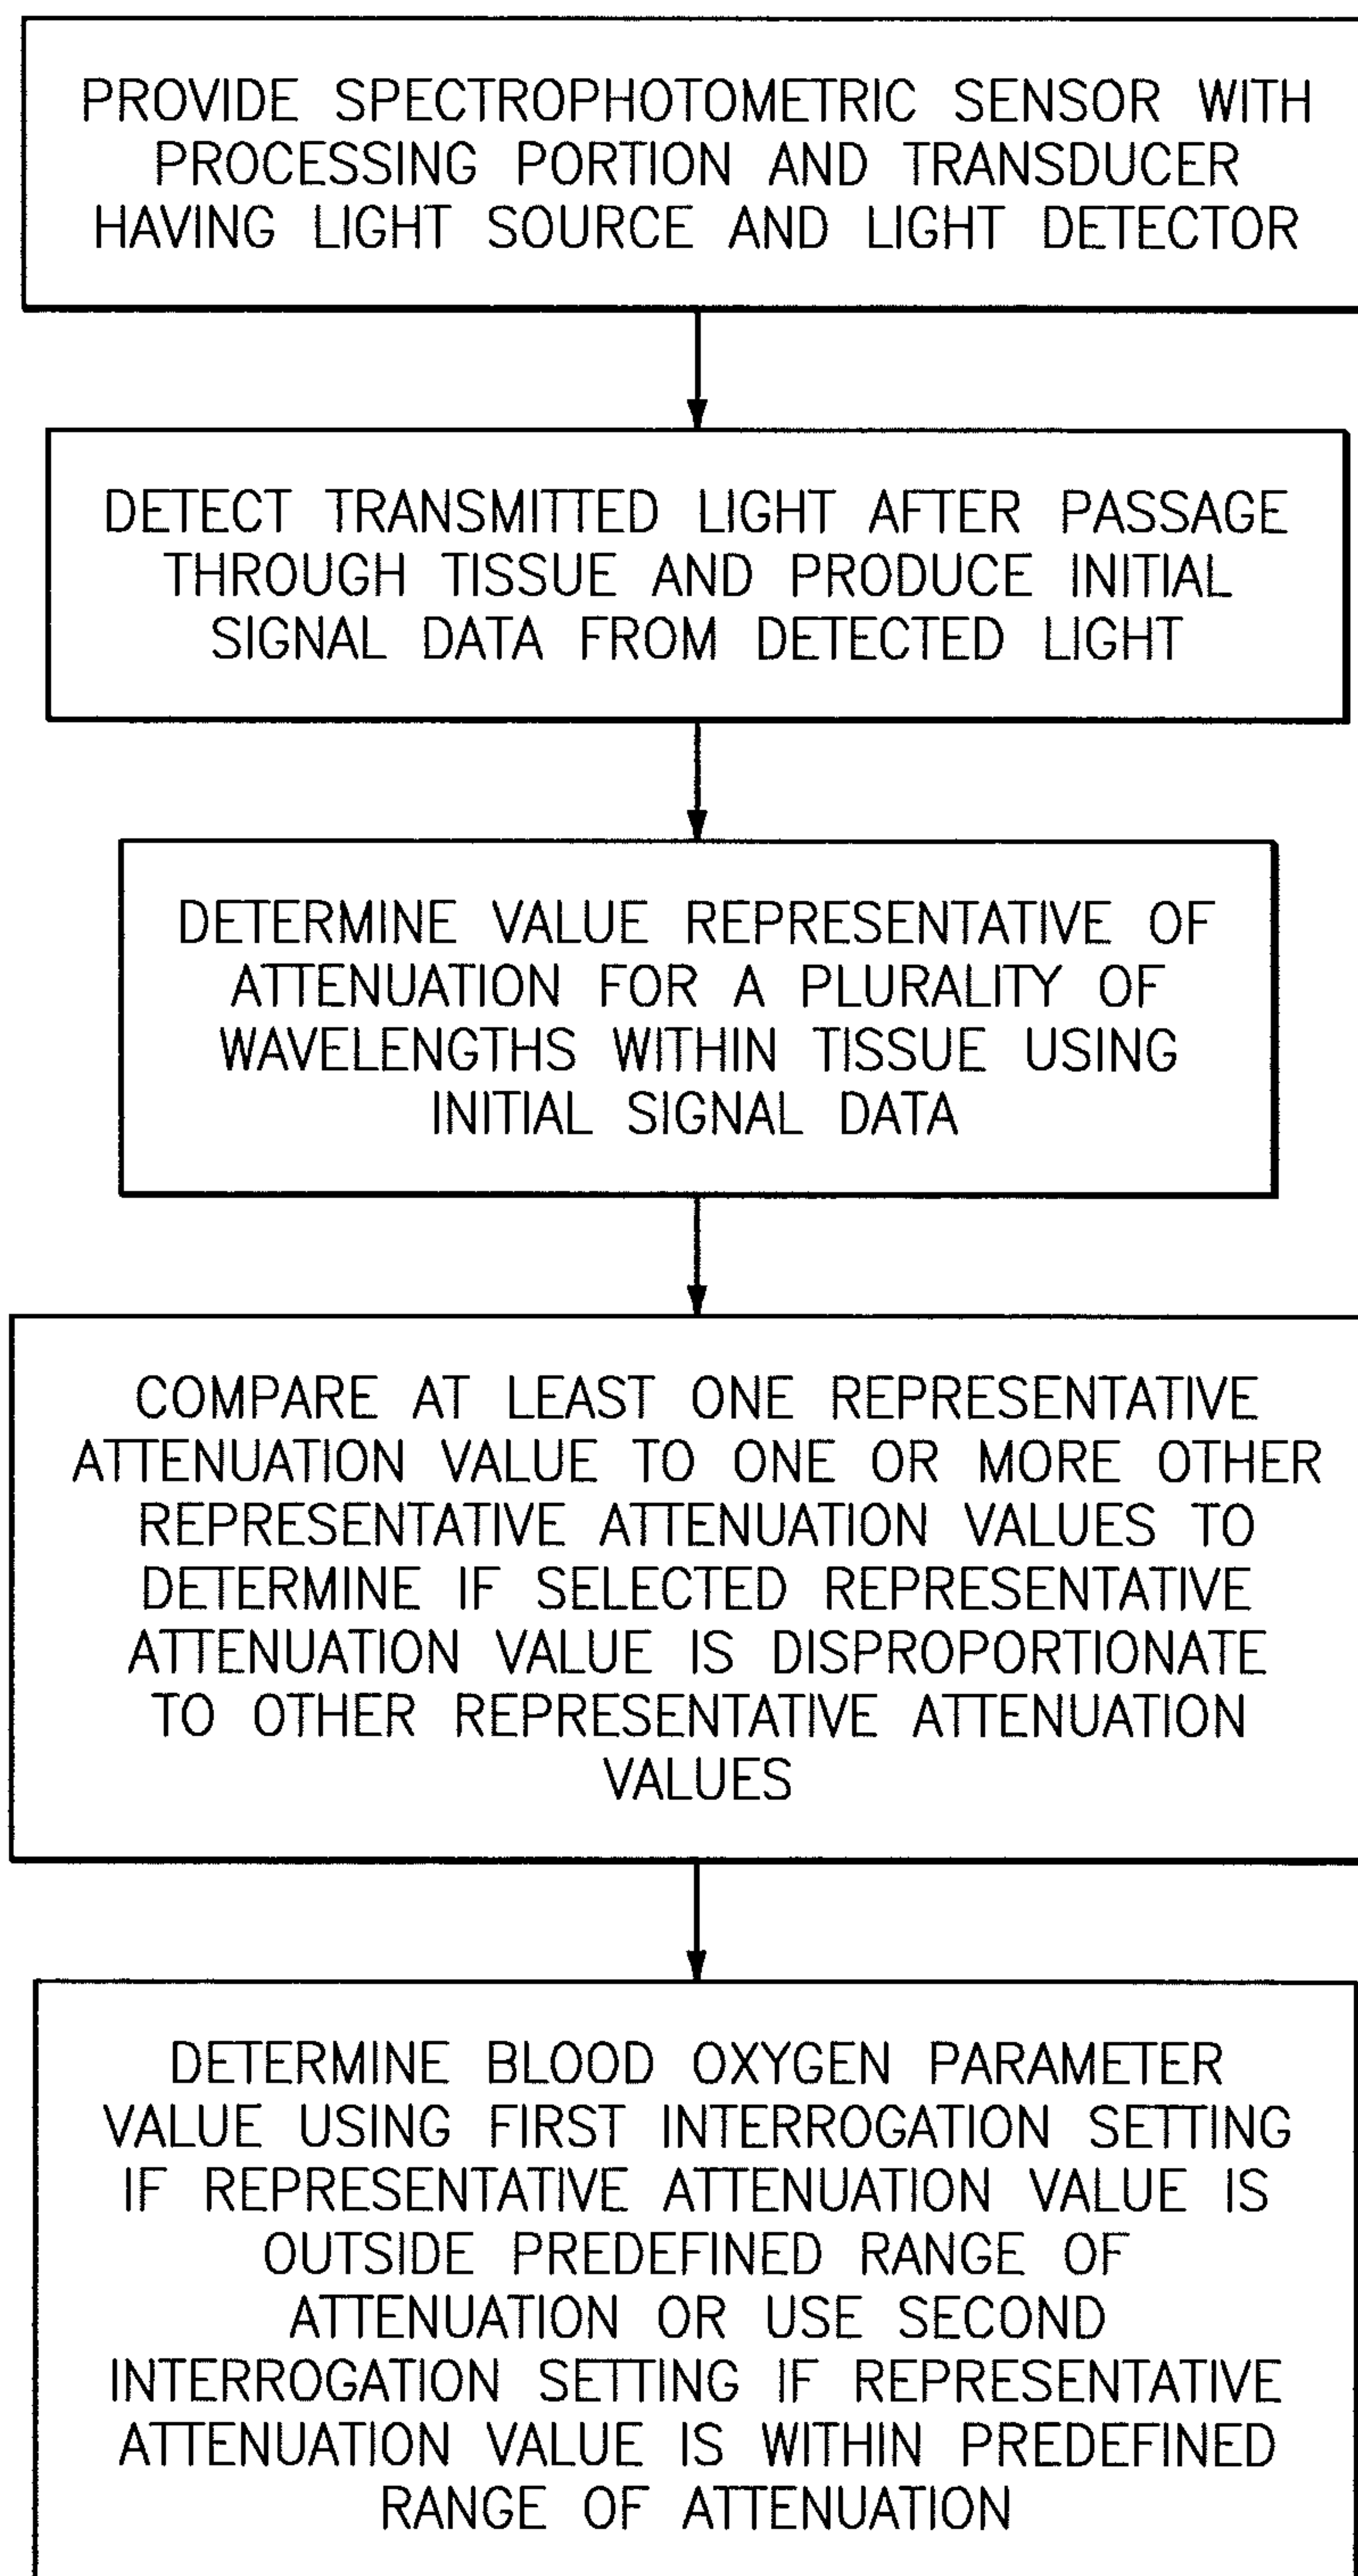 PROVIDE SPECTROPHOTOMETRIC SENSOR WITH
PROCESSING PORTION AND TRANSDUCER
HAVING LIGHT SOURCE AND LIGHT DETECTOR
DETECT TRANSMITTED LIGHT AFTER PASSAGE
THROUGH TISSUE AND PRODUCE INITIAL
SIGNAL DATA FROM DETECTED LIGHT
DETERMINE VALUE REPRESENTATIVE OF
ATTENUATION FOR A PLURALITY OF
WAVELENGTHS WITHIN TISSUE USING
INITIAL SIGNAL DATA
COMPARE AT LEAST ONE REPRESENTATIVE
ATTENUATION VALUE TO ONE OR MORE OTHER
REPRESENTATIVE ATTENUATION VALUES TO
DETERMINE IF SELECTED REPRESENTATIVE
ATTENUATION VALUE IS DISPROPORTIONATE
TO OTHER REPRESENTATIVE ATTENUATION
VALUES
DETERMINE BLOOD OXYGEN PARAMETER
VALUE USING FIRST INTERROGATION SETTING
IF REPRESENTATIVE ATTENUATION VALUE IS
OUTSIDE PREDEFINED RANGE OF
ATTENUATION OR USE SECOND
INTERROGATION SETTING IF REPRESENTATIVE
ATTENUATION VALUE IS WITHIN PREDEFINED
RANGE OF ATTENUATION